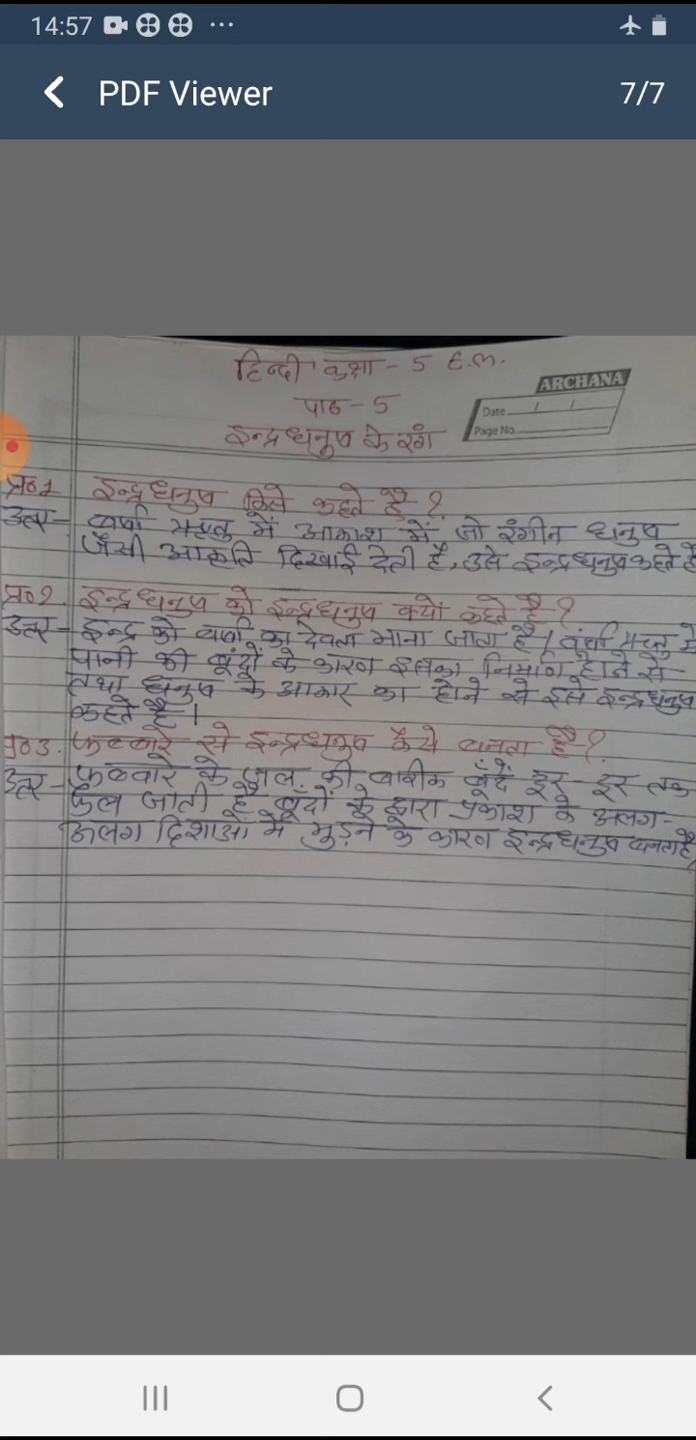 14:57 ...
PDF Viewer 7/7
हिन्दी कक्षा - 5 E.M.
ARCHANA
पाठ - 5
Date
Page No.
इन्द्रधनुष के रंग
प्र०1 इन्द्रधनुष किसे कहते हैं?
उत्तर - वर्षा ऋतु में आकाश में जो रंगीन धनुष
जैसी आकृति दिखाई देती है, उसे इन्द्रधनुष कहते हैं
प्र०2. इन्द्रधनुष को इन्द्रधनुष क्यों कहते हैं?
उत्तर - इन्द्र को वर्षा का देवता माना जाता है। वर्षा ऋतु में
पानी की बूंदों के कारण इसका निर्माण होने से
तथा धनुष के आकार का होने से इसे इन्द्रधनुष
कहते हैं।
प्र०3. फव्वारे से इन्द्रधनुष कैसे बनता है?
उत्तर - फव्वारे के जल की बारीक बूँदें दूर-दूर तक
फैल जाती हैं बूँदों के द्वारा प्रकाश के अलग-
अलग दिशाओं में मुड़ने के कारण इन्द्रधनुष बनता है।